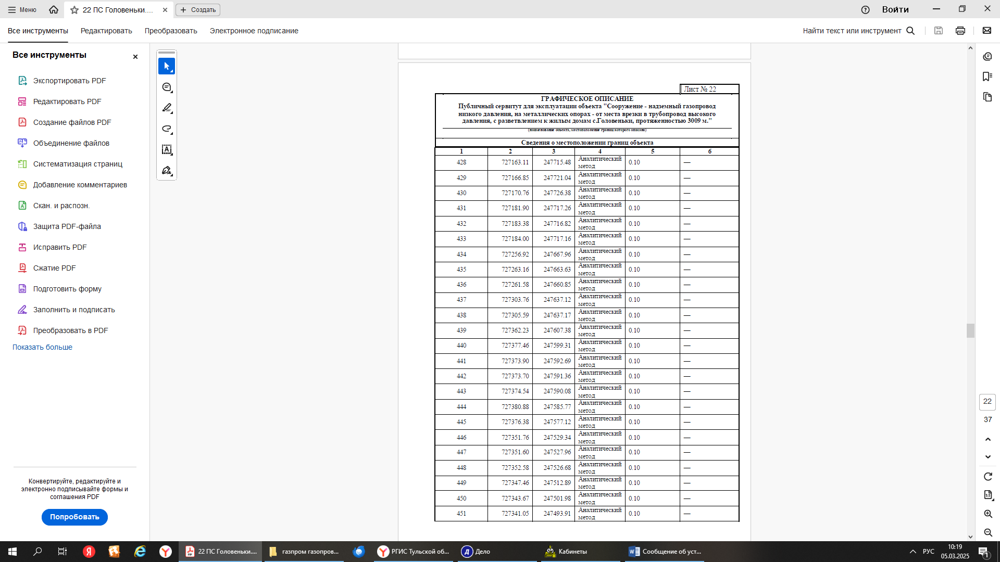 Меню
22 ПС Головеньки....
Создать
Войти
Все инструменты
Редактировать
Преобразовать
Электронное подписание
Найти текст или инструмент
Все инструменты
Экспортировать PDF
Редактировать PDF
Создание файлов PDF
Объединение файлов
Систематизация страниц
Добавление комментариев
Скан. и распозн.
Защита PDF-файла
Исправить PDF
Сжатие PDF
Подготовить форму
Заполнить и подписать
Преобразовать в PDF
Показать больше
Конвертируйте, редактируйте и
электронно подписывайте формы и
соглашения PDF
Попробовать
Лист № 22
ГРАФИЧЕСКОЕ ОПИСАНИЕ
Публичный сервитут для эксплуатации объекта "Сооружение - надземный газопровод
низкого давления, на металлических опорах - от места врезки в трубопровод высокого
давления, с разветвлением к жилым домам с.Головеньки, протяженностью 3009 м."
(наименование объекта, местоположение границ которого описано)
Сведения о местоположении границ объекта
1 2 3 4 5 6
428 727163.11 247715.48 Аналитический метод 0.10 —
429 727166.85 247721.04 Аналитический метод 0.10 —
430 727170.76 247726.38 Аналитический метод 0.10 —
431 727181.90 247717.26 Аналитический метод 0.10 —
432 727183.38 247716.82 Аналитический метод 0.10 —
433 727184.00 247717.16 Аналитический метод 0.10 —
434 727256.92 247667.96 Аналитический метод 0.10 —
435 727263.16 247663.63 Аналитический метод 0.10 —
436 727261.58 247660.85 Аналитический метод 0.10 —
437 727303.76 247637.12 Аналитический метод 0.10 —
438 727305.59 247637.17 Аналитический метод 0.10 —
439 727362.23 247607.38 Аналитический метод 0.10 —
440 727377.46 247599.31 Аналитический метод 0.10 —
441 727373.90 247592.69 Аналитический метод 0.10 —
442 727373.70 247591.36 Аналитический метод 0.10 —
443 727374.54 247590.08 Аналитический метод 0.10 —
444 727380.88 247585.77 Аналитический метод 0.10 —
445 727376.38 247577.12 Аналитический метод 0.10 —
446 727351.76 247529.34 Аналитический метод 0.10 —
447 727351.60 247527.96 Аналитический метод 0.10 —
448 727352.58 247526.68 Аналитический метод 0.10 —
449 727347.46 247512.89 Аналитический метод 0.10 —
450 727343.67 247501.98 Аналитический метод 0.10 —
451 727341.05 247493.91 Аналитический метод 0.10 —
22
37
22 ПС Головеньки....
газпром газопров...
РГИС Тульской об...
Дело
Кабинеты
Сообщение об уст...
РУС
10:19
05.03.2025
1